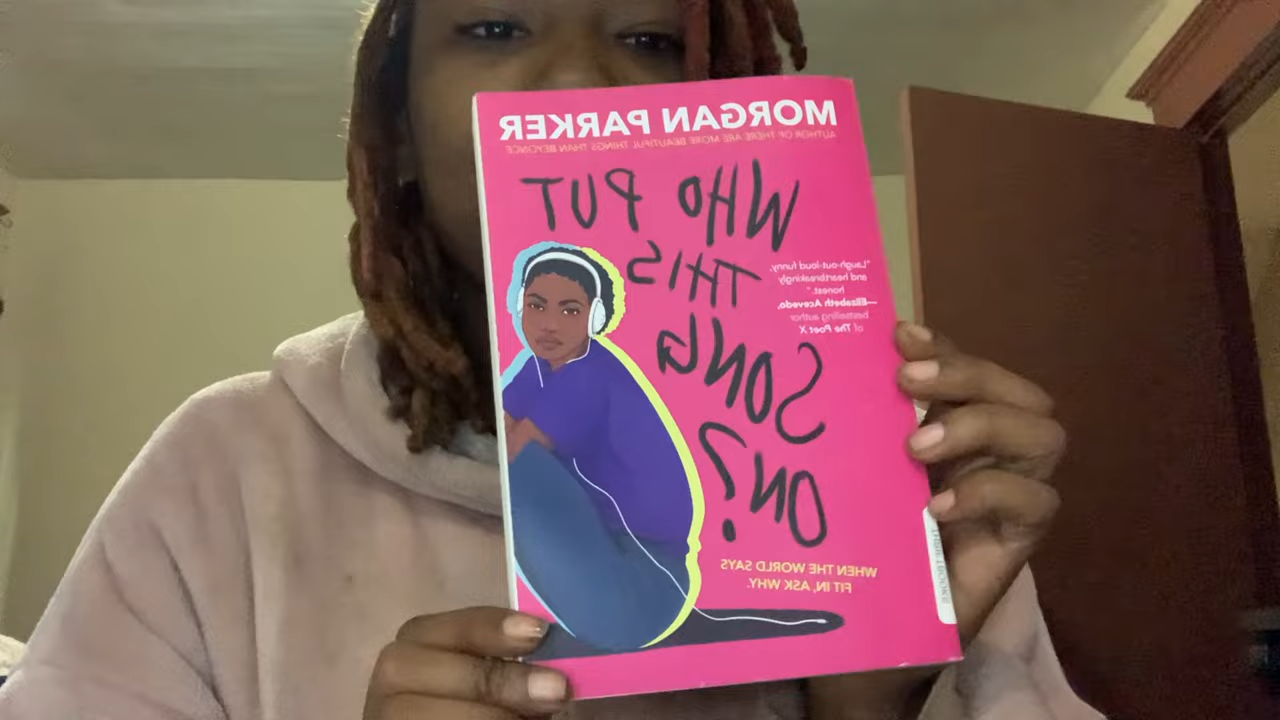 MORGAN PARKER
AUTHOR OF THERE ARE MORE BEAUTIFUL THINGS THAN BEYONCÉ
WHO PUT
THIS
SONG
ON?
"Laugh-out-loud funny,
and heartbreakingly
honest."
—Elizabeth Acevedo,
bestselling author
of The Poet X
WHEN THE WORLD SAYS
FIT IN, ASK WHY.